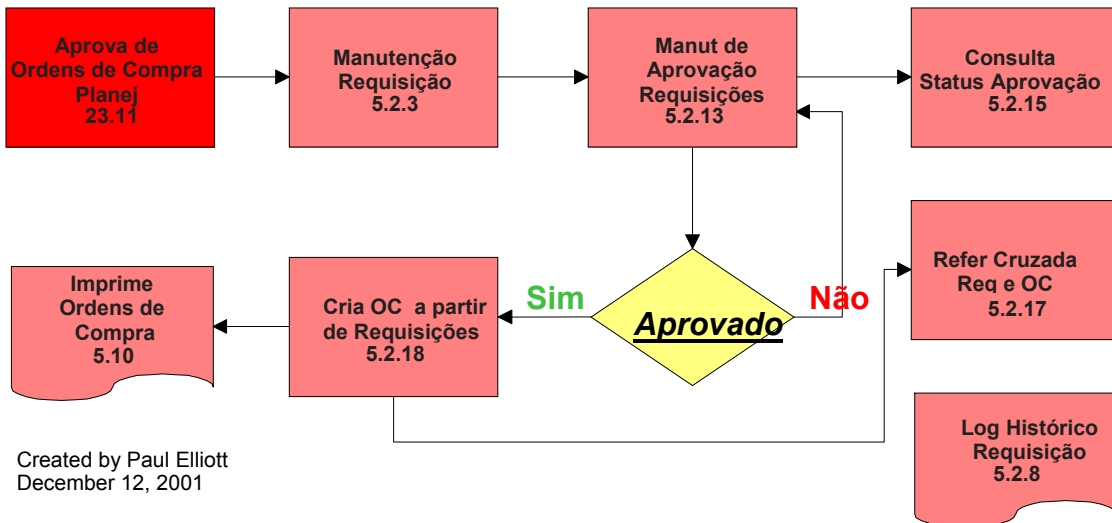 Aprova de
Ordens de Compra
Planej
23.11
Manutenção
Requisição
5.2.3
Manut de
Aprovação
Requisições
5.2.13
Consulta
Status Aprovação
5.2.15
Imprime
Ordens de
Compra
5.10
Cria OC a partir
de Requisições
5.2.18
Sim
Aprovado
Não
Refer Cruzada
Req e OC
5.2.17
Log Histórico
Requisição
5.2.8
Created by Paul Elliott
December 12, 2001